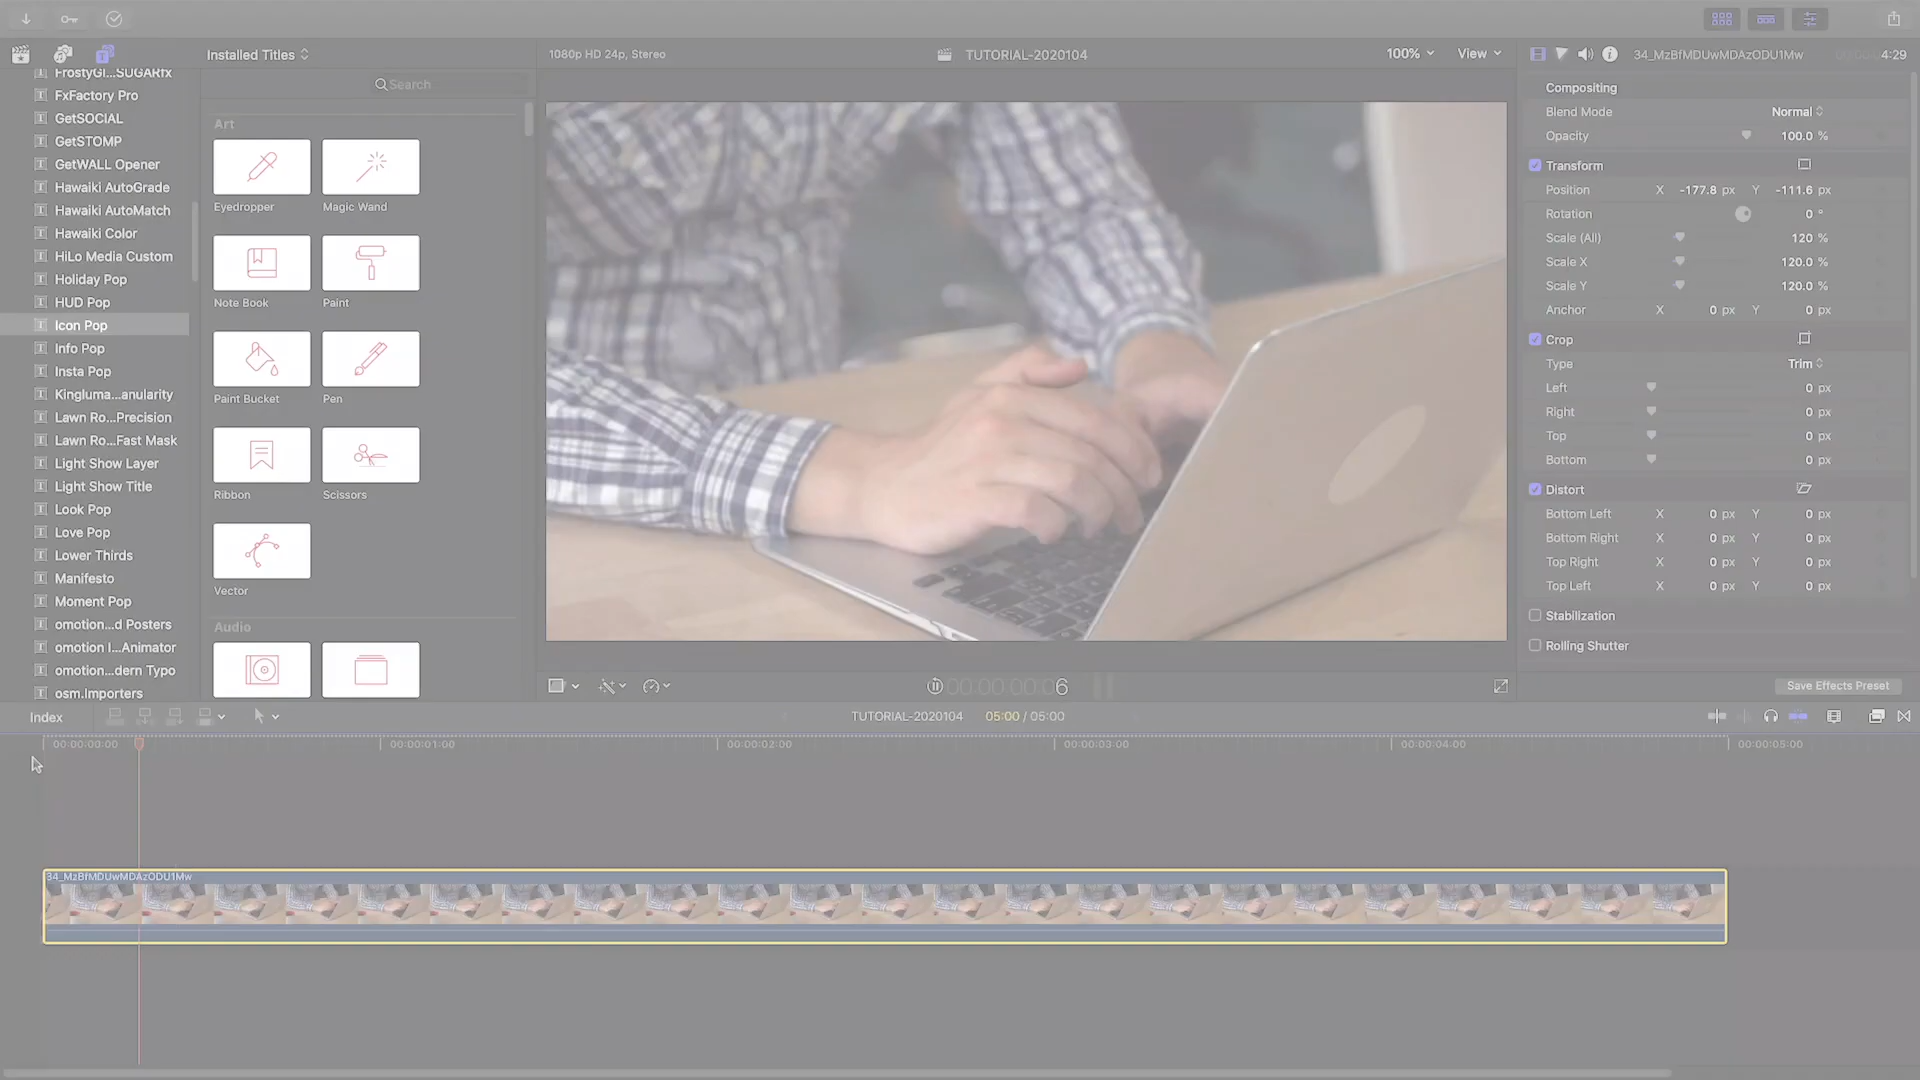 Installed Titles
1080p HD 24p, Stereo
TUTORIAL-2020104
100%
View
34_MzBfMDUwMDAzODU1Mw
4:29
FrostyGl...SUGARfx
FxFactory Pro
GetSOCIAL
GetSTOMP
GetWALL Opener
Hawaiki AutoGrade
Hawaiki AutoMatch
Hawaiki Color
HiLo Media Custom
Holiday Pop
HUD Pop
Icon Pop
Info Pop
Insta Pop
Kingluma...anularity
Lawn Ro...Precision
Lawn Ro...Fast Mask
Light Show Layer
Light Show Title
Look Pop
Love Pop
Lower Thirds
Manifesto
Moment Pop
omotion...d Posters
omotion I...Animator
omotion...dern Typo
osm.Importers
Search
Art
Eyedropper
Magic Wand
Note Book
Paint
Paint Bucket
Pen
Ribbon
Scissors
Vector
Audio
Compositing
Blend Mode Normal
Opacity 100.0 %
Transform
Position X -177.8 px Y -111.6 px
Rotation 0 °
Scale (All) 120 %
Scale X 120.0 %
Scale Y 120.0 %
Anchor X 0 px Y 0 px
Crop
Type Trim
Left 0 px
Right 0 px
Top 0 px
Bottom 0 px
Distort
Bottom Left X 0 px Y 0 px
Bottom Right X 0 px Y 0 px
Top Right X 0 px Y 0 px
Top Left X 0 px Y 0 px
Stabilization
Rolling Shutter
Save Effects Preset
00:00:00:06
Index
TUTORIAL-2020104
05:00 / 05:00
00:00:00:00
00:00:01:00
00:00:02:00
00:00:03:00
00:00:04:00
00:00:05:00
34_MzBfMDUwMDAzODU1Mw